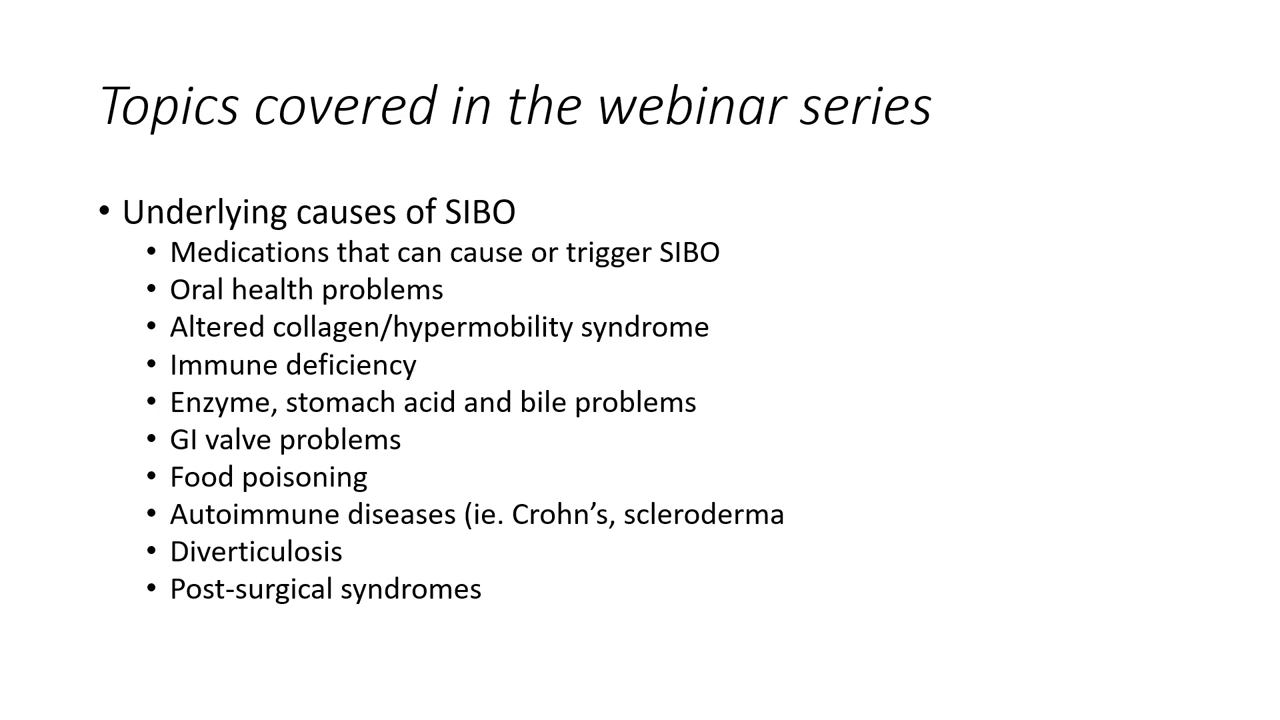 Topics covered in the webinar series
• Underlying causes of SIBO
• Medications that can cause or trigger SIBO
• Oral health problems
• Altered collagen/hypermobility syndrome
• Immune deficiency
• Enzyme, stomach acid and bile problems
• GI valve problems
• Food poisoning
• Autoimmune diseases (ie. Crohn’s, scleroderma
• Diverticulosis
• Post-surgical syndromes